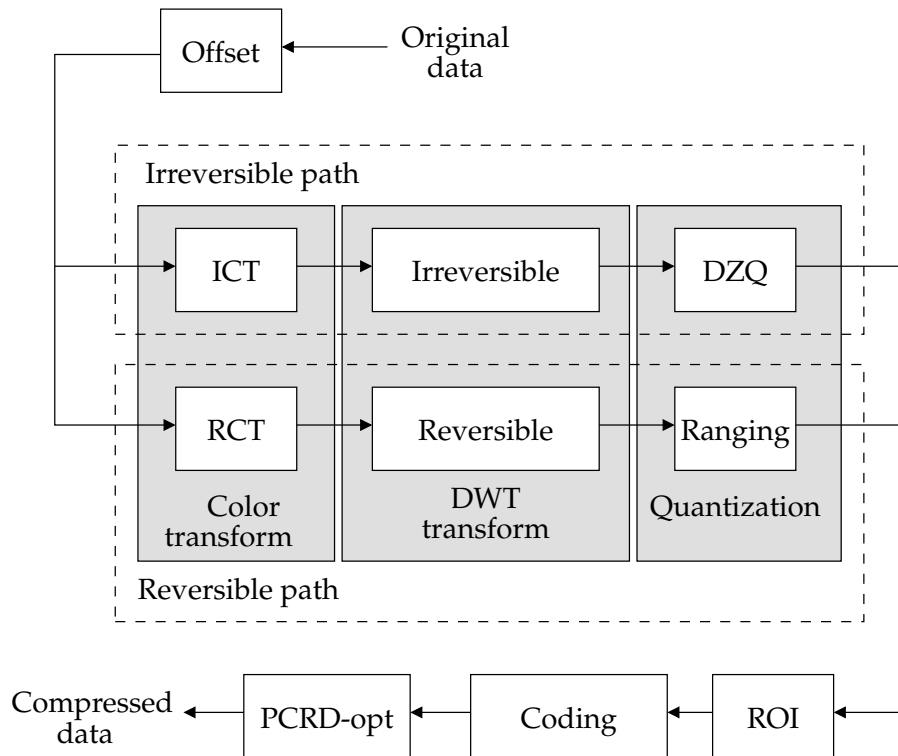 Offset
Original
data
Irreversible path
ICT
Irreversible
DZQ
RCT
Reversible
Ranging
Color
transform
DWT
transform
Quantization
Reversible path
Compressed
data
PCRD-opt
Coding
ROI